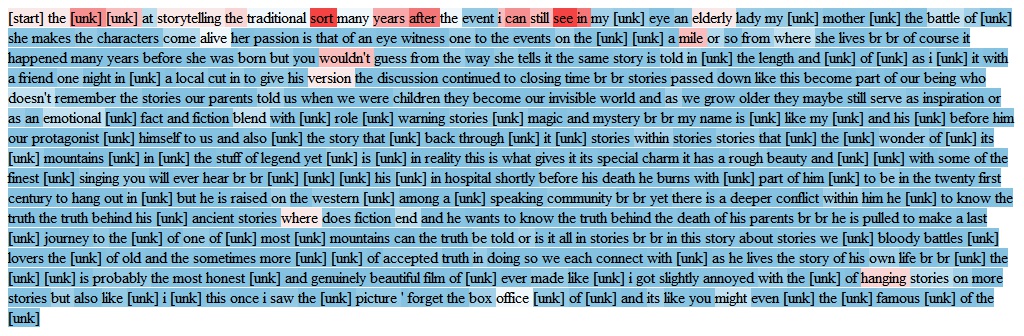 [start] the [unk] [unk] at storytelling the traditional sort many years after the event i can still see in my [unk] eye an elderly lady my [unk] mother [unk] the battle of [unk]
she makes the characters come alive her passion is that of an eye witness one to the events on the [unk] [unk] a mile or so from where she lives br br of course it
happened many years before she was born but you wouldn't guess from the way she tells it the same story is told in [unk] the length and [unk] of [unk] as i [unk] it with
a friend one night in [unk] a local cut in to give his version the discussion continued to closing time br br stories passed down like this become part of our being who
doesn't remember the stories our parents told us when we were children they become our invisible world and as we grow older they maybe still serve as inspiration or
as an emotional [unk] fact and fiction blend with [unk] role [unk] warning stories [unk] magic and mystery br br my name is [unk] like my [unk] and his [unk] before him
our protagonist [unk] himself to us and also [unk] the story that [unk] back through [unk] it [unk] stories within stories stories that [unk] the [unk] wonder of [unk] its
[unk] mountains [unk] in [unk] the stuff of legend yet [unk] is [unk] in reality this is what gives it its special charm it has a rough beauty and [unk] with some of the
finest [unk] singing you will ever hear br br [unk] [unk] [unk] his [unk] in hospital shortly before his death he burns with [unk] part of him [unk] to be in the twenty first
century to hang out in [unk] but he is raised on the western [unk] among a [unk] speaking community br br yet there is a deeper conflict within him he [unk] to know the
truth the truth behind his [unk] ancient stories where does fiction end and he wants to know the truth behind the death of his parents br br he is pulled to make a last
[unk] journey to the [unk] of one of [unk] most [unk] mountains can the truth be told or is it all in stories br br in this story about stories we [unk] bloody battles [unk]
lovers the [unk] of old and the sometimes more [unk] of accepted truth in doing so we each connect with [unk] as he lives the story of his own life br br the [unk]
[unk] [unk] is probably the most honest [unk] and genuinely beautiful film of [unk] ever made like [unk] i got slightly annoyed with the [unk] of hanging stories on more
stories but also like [unk] i [unk] this once i saw the [unk] picture ' forget the box office [unk] of [unk] and its like you might even [unk] the [unk] famous [unk] of the
[unk]